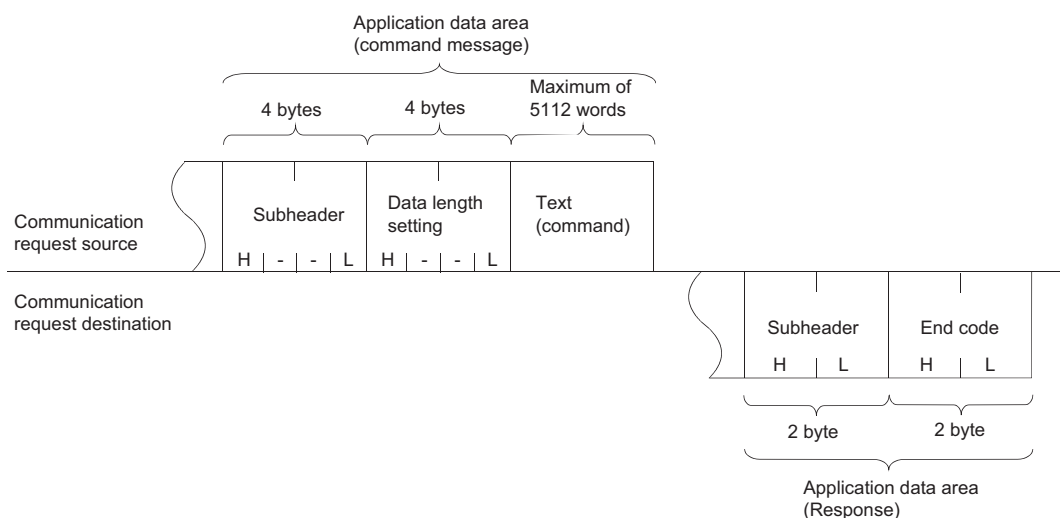 Application data area
(command message)
4 bytes
4 bytes
Maximum of
5112 words
Communication
request source
Subheader
Data length
setting
Text
(command)
H - - L
H - - L
Communication
request destination
Subheader
End code
H L
H L
2 byte
2 byte
Application data area
(Response)